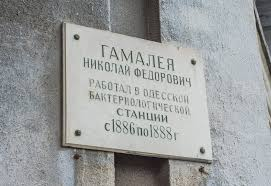 ГАМАЛЕЯ
НИКОЛАЙ ФЕДОРОВИЧ
РАБОТАЛ В ОДЕССКОЙ
БАКТЕРИОЛОГИЧЕСКОЙ
СТАНЦИИ
с 1886 по 1888 г